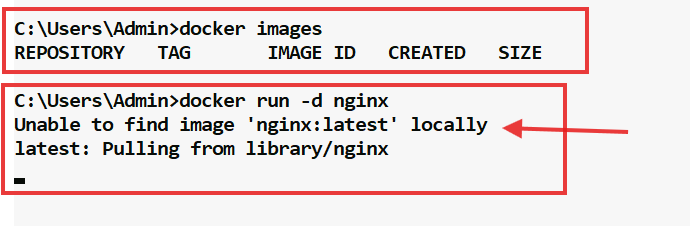 C:\Users\Admin>docker images
REPOSITORY   TAG       IMAGE ID   CREATED   SIZE
C:\Users\Admin>docker run -d nginx
Unable to find image 'nginx:latest' locally
latest: Pulling from library/nginx